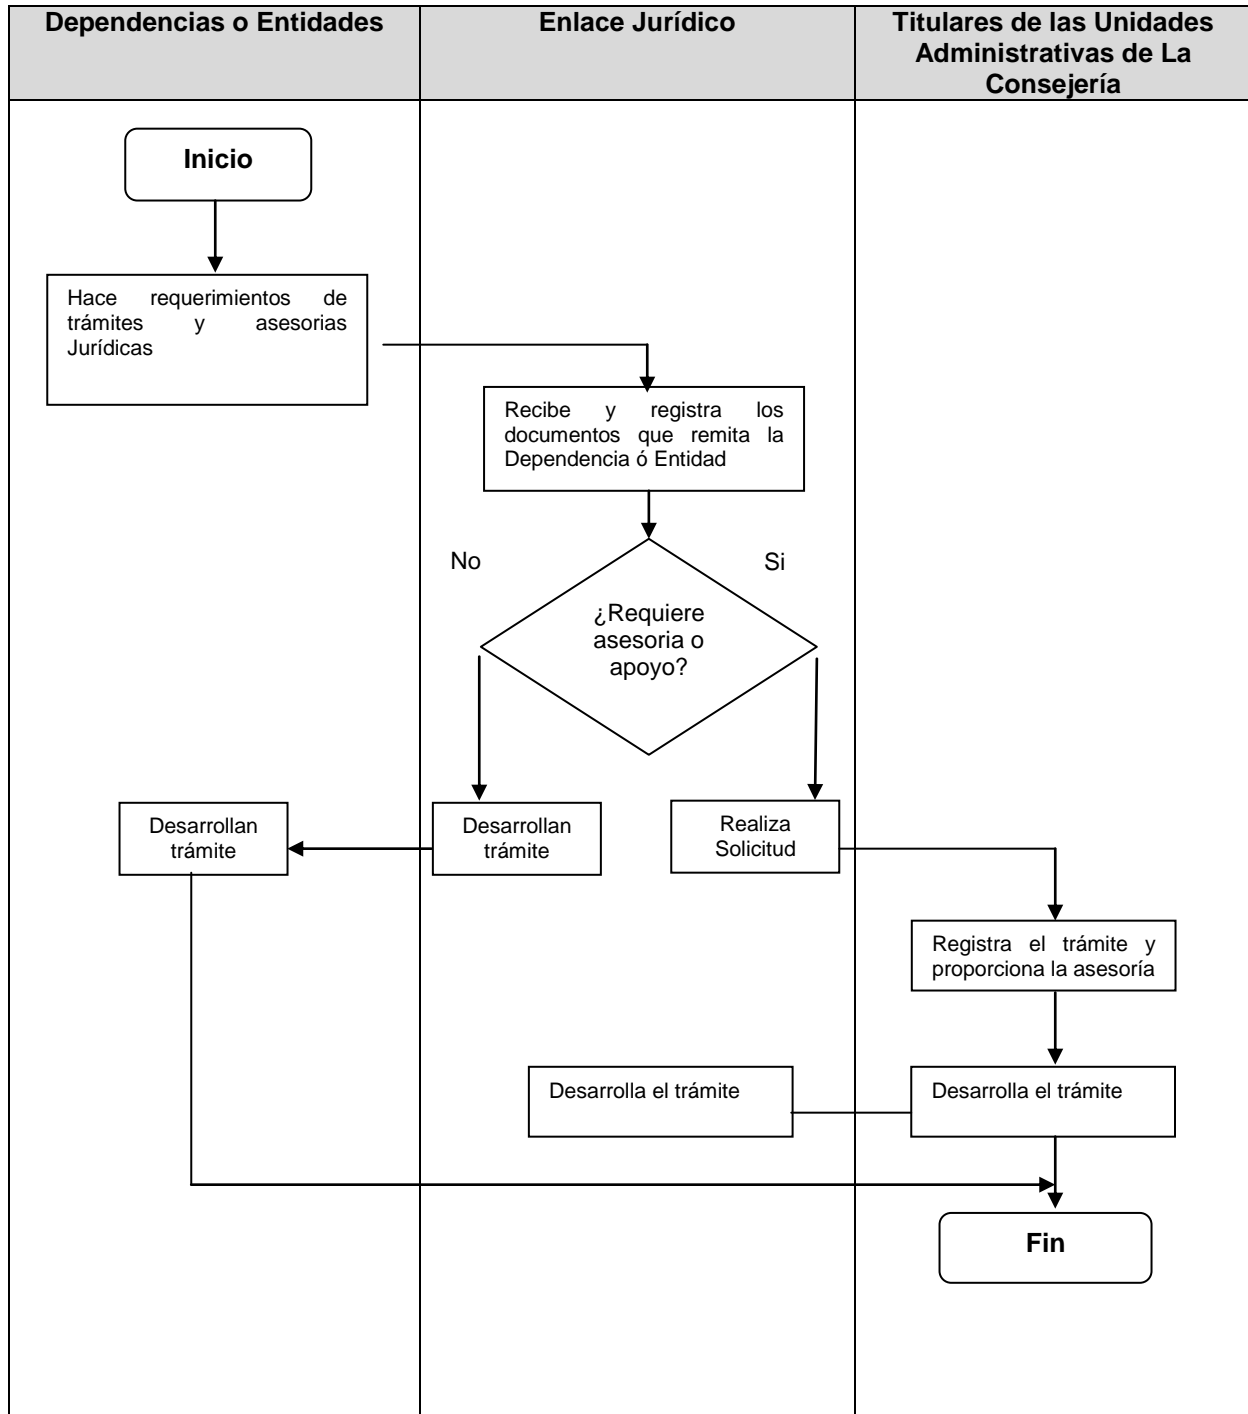 Dependencias o Entidades
Enlace Jurídico
Titulares de las Unidades
Administrativas de La
Consejería
Inicio
Hace requerimientos de
trámites y asesorias
Jurídicas
Recibe y registra los
documentos que remita la
Dependencia ó Entidad
No
Si
¿Requiere
asesoria o
apoyo?
Desarrollan
trámite
Desarrollan
trámite
Realiza
Solicitud
Registra el trámite y
proporciona la asesoría
Desarrolla el trámite
Desarrolla el trámite
Fin